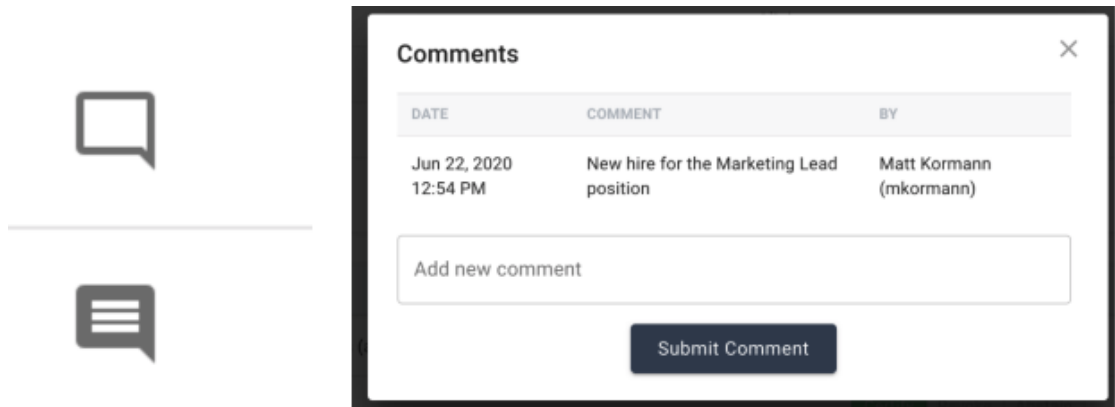 Comments
DATE COMMENT BY
Jun 22, 2020 New hire for the Marketing Lead Matt Kormann
12:54 PM position (mkormann)
Add new comment
Submit Comment